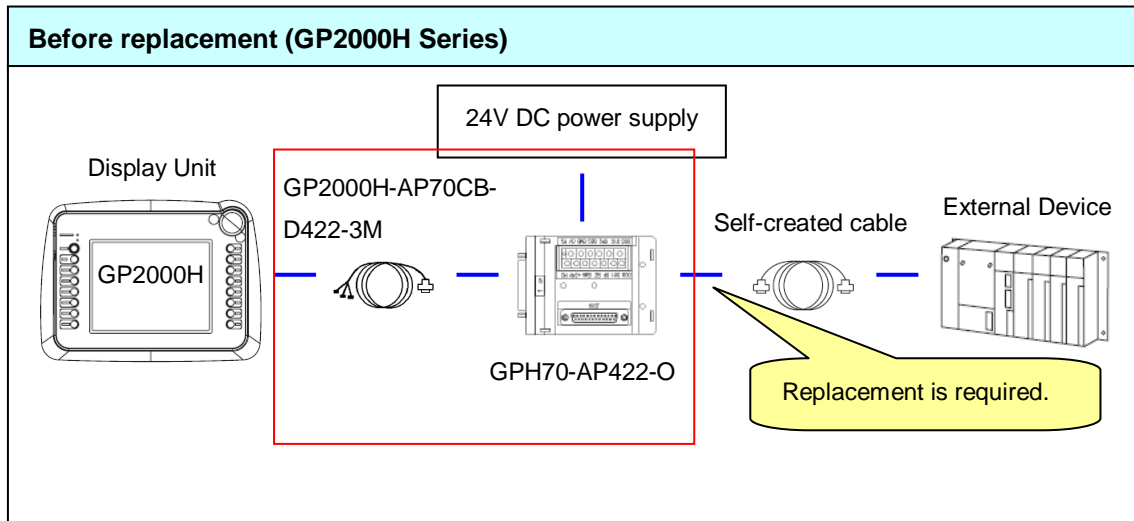 Before replacement (GP2000H Series)
24V DC power supply
Display Unit
GP2000H-AP70CB-
D422-3M
Self-created cable
External Device
GP2000H
GPH70-AP422-O
Replacement is required.